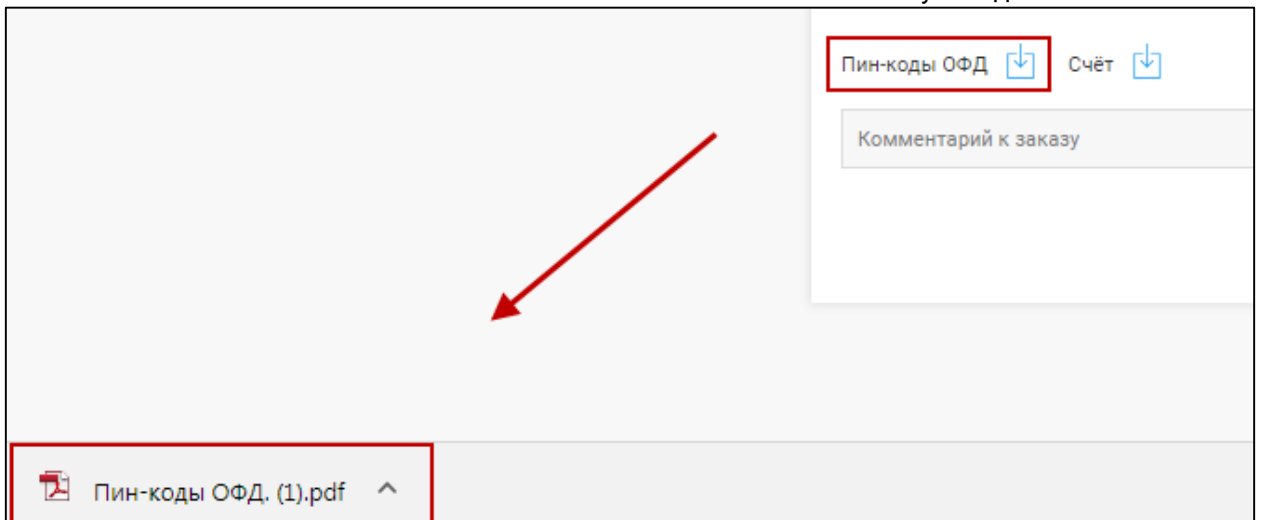 Пин-коды ОФД Счёт
Комментарий к заказу
Пин-коды ОФД. (1).pdf